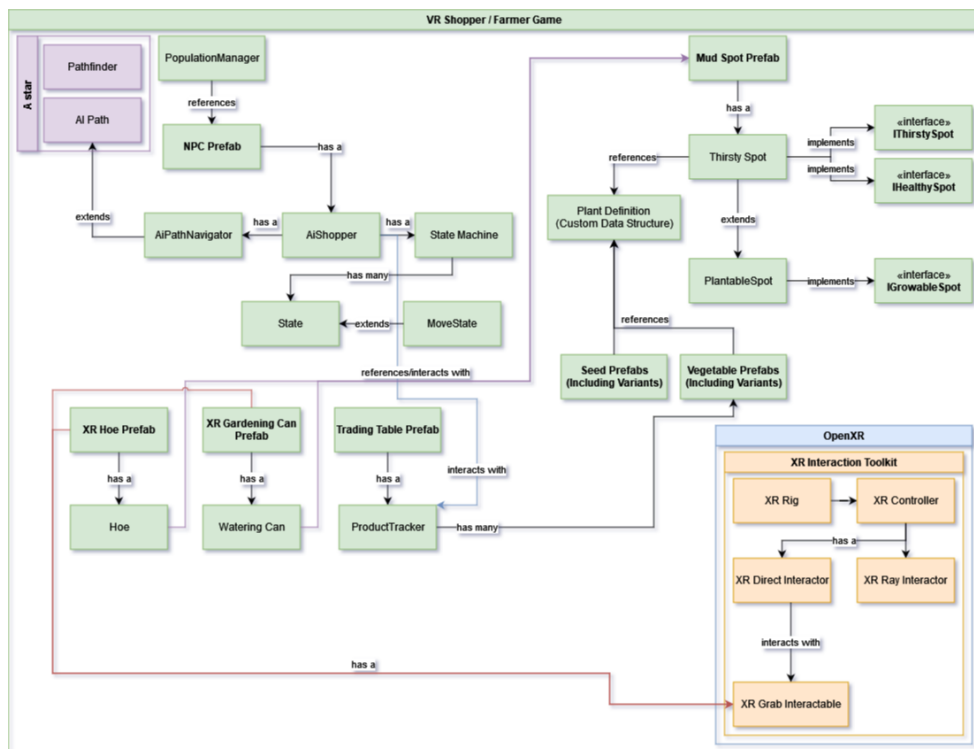 VR Shopper / Farmer Game
A star
Pathfinder
AI Path
PopulationManager
references
NPC Prefab
has a
extends
AiPathNavigator
has a
AiShopper
has a
State Machine
has many
State
extends
MoveState
Mud Spot Prefab
has a
Thirsty Spot
references
implements
implements
«interface»
IThirstySpot
«interface»
IHealthySpot
Plant Definition
(Custom Data Structure)
extends
PlantableSpot
implements
«interface»
IGrowableSpot
references
Seed Prefabs
(Including Variants)
Vegetable Prefabs
(Including Variants)
references/interacts with
XR Hoe Prefab
has a
Hoe
XR Gardening Can
Prefab
has a
Watering Can
Trading Table Prefab
has a
interacts with
ProductTracker
has many
OpenXR
XR Interaction Toolkit
XR Rig
XR Controller
has a
XR Direct Interactor
XR Ray Interactor
interacts with
XR Grab Interactable
has a